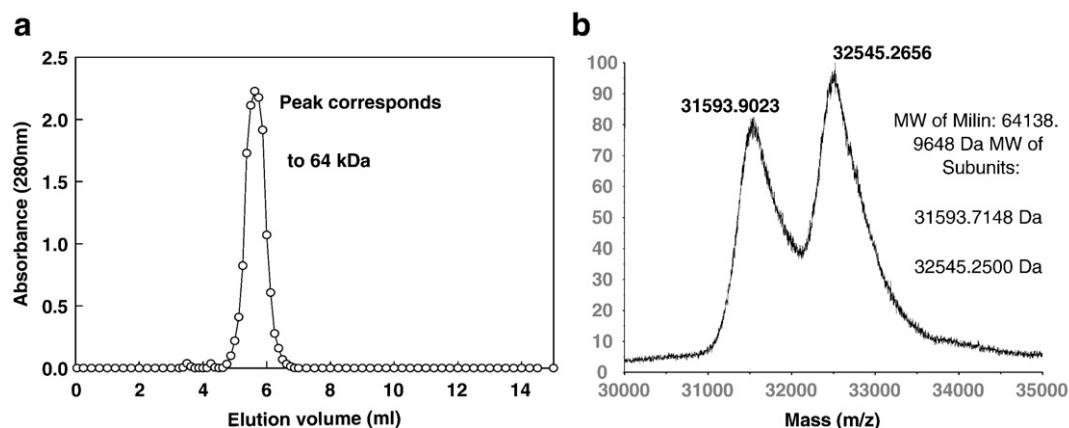 a
2.5
2.0
1.5
1.0
0.5
0.0
0 2 4 6 8 10 12 14
Absorbance (280nm)
Elution volume (ml)
Peak corresponds
to 64 kDa
b
100
90
80
70
60
50
40
30
20
10
0
30000 31000 32000 33000 34000 35000
Mass (m/z)
31593.9023
32545.2656
MW of Milin: 64138.
9648 Da MW of
Subunits:
31593.7148 Da
32545.2500 Da